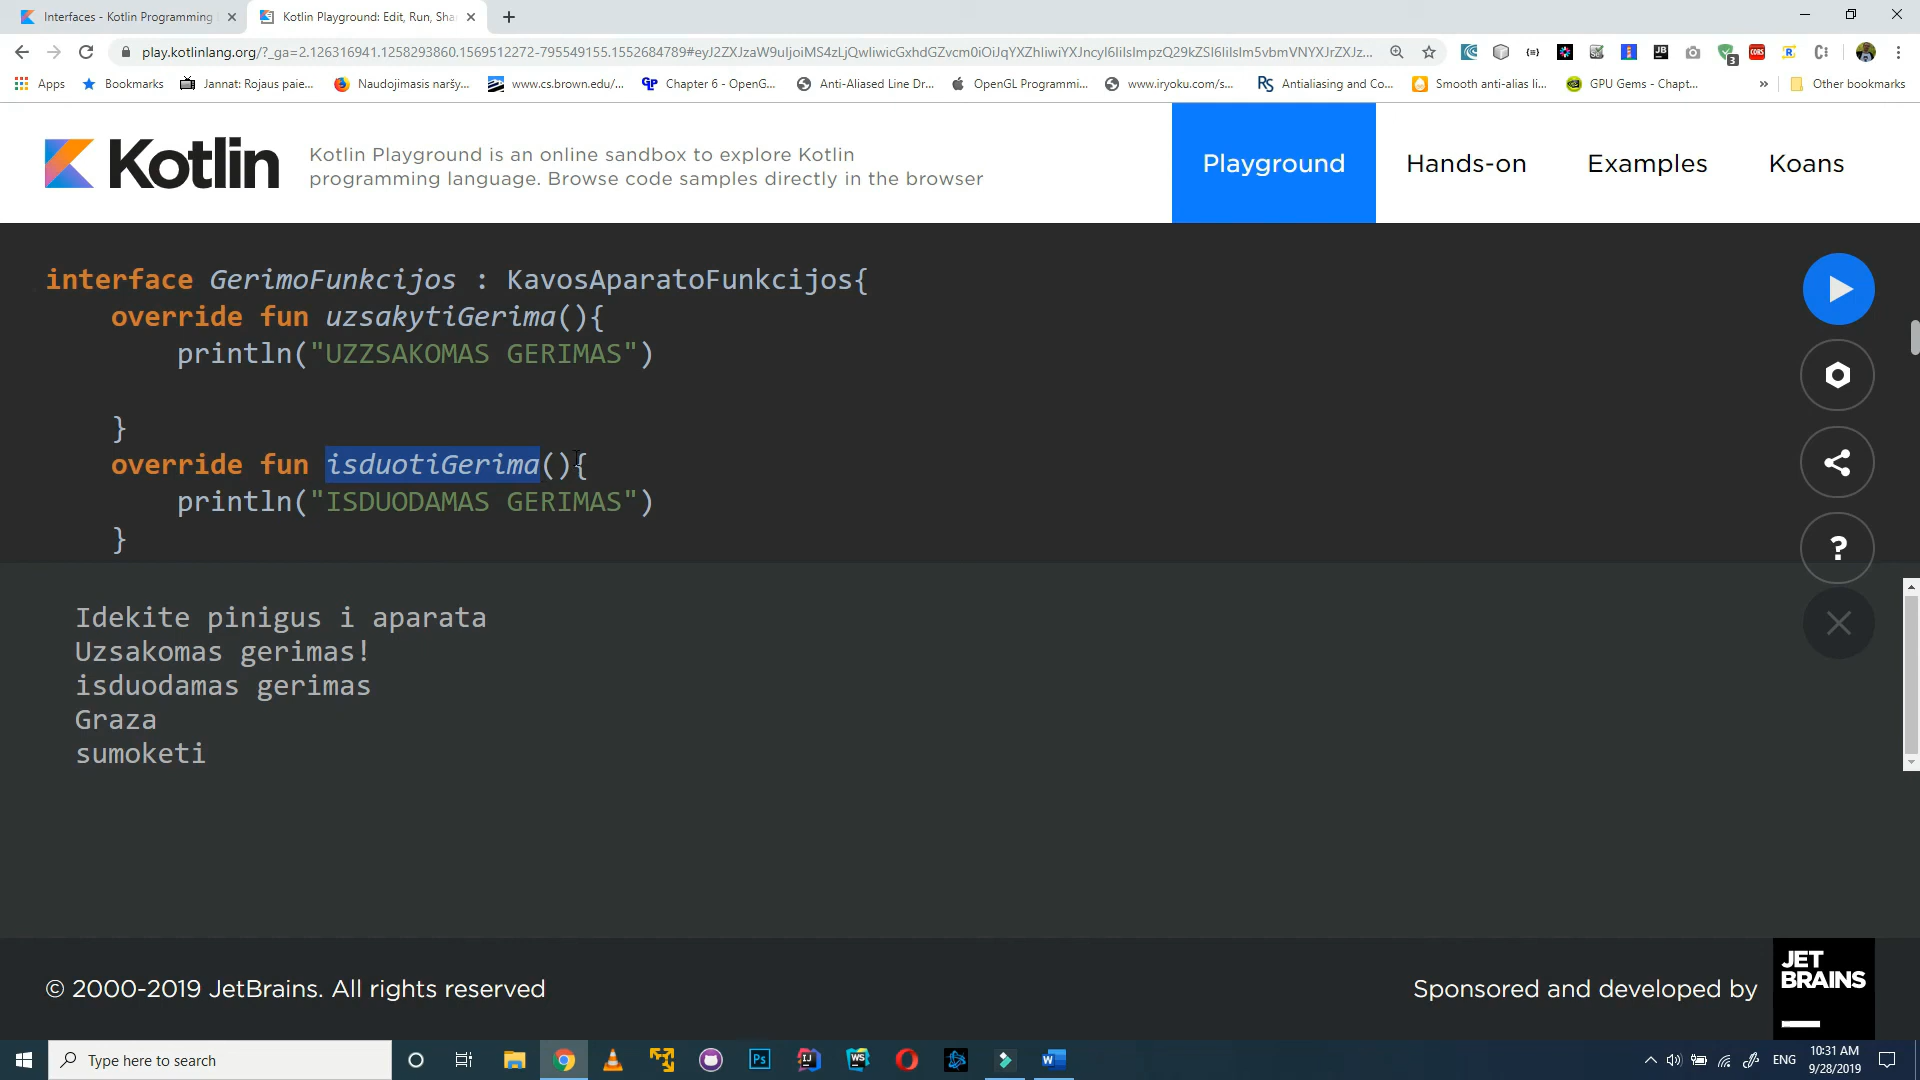 Interfaces - Kotlin Programming
Kotlin Playground: Edit, Run, Sha
play.kotlinlang.org/?_ga=2.126316941.1258293860.1569512272-795549155.1552684789#
Apps
Bookmarks
Jannat: Rojaus paie...
Naudojimasis naršy...
www.cs.brown.edu/...
Chapter 6 - OpenG...
Anti-Aliased Line Dr...
OpenGL Programmi...
www.iryoku.com/s...
Antialiasing and Co...
Smooth anti-alias li...
GPU Gems - Chapt...
Other bookmarks
Kotlin
Kotlin Playground is an online sandbox to explore Kotlin
programming language. Browse code samples directly in the browser
Playground
Hands-on
Examples
Koans
interface GerimoFunkcijos : KavosAparatoFunkcijos{
override fun uzsakytiGerima(){
println("UZZSAKOMAS GERIMAS")
}
override fun isduotiGerima(){
println("ISDUODAMAS GERIMAS")
}
Idekite pinigus i aparata
Uzsakomas gerimas!
isduodamas gerimas
Graza
sumoketi
© 2000-2019 JetBrains. All rights reserved
Sponsored and developed by
JET
BRAINS
Type here to search
ENG
10:31 AM
9/28/2019